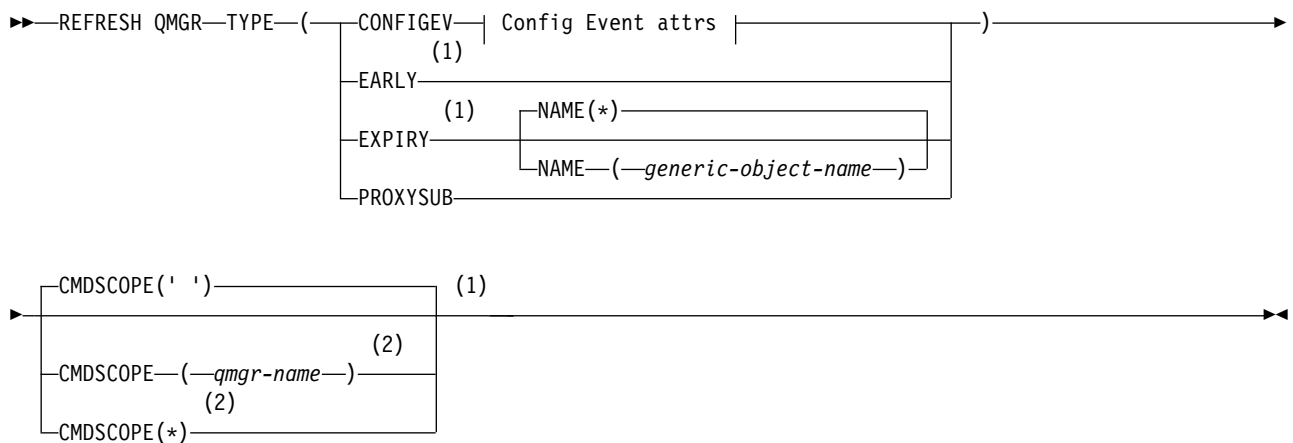 REFRESH QMGR TYPE ( CONFIGEV Config Event attrs )
(1)
EARLY
(1) NAME(*)
EXPIRY
NAME ( generic-object-name )
PROXYSUB
CMDSCOPE(' ') (1)
(2)
CMDSCOPE ( qmgr-name )
(2)
CMDSCOPE(*)